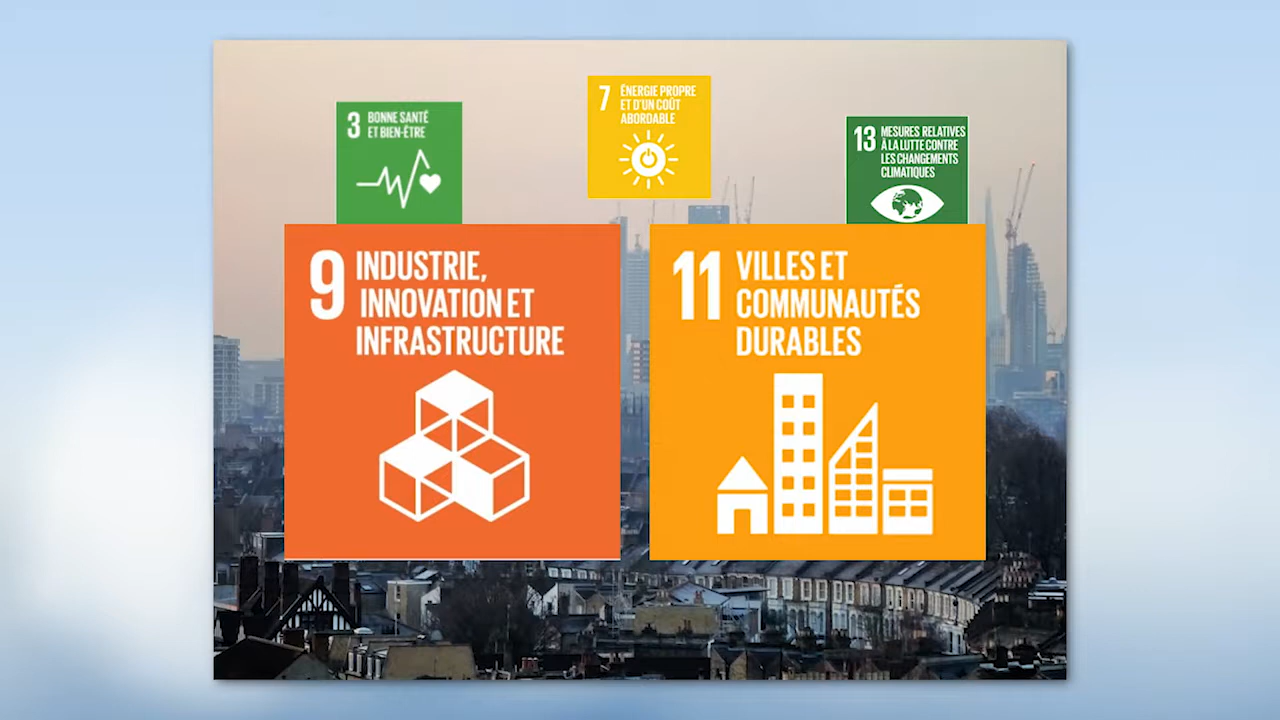 3 BONNE SANTÉ
ET BIEN-ÊTRE
7 ÉNERGIE PROPRE
ET D'UN COÛT
ABORDABLE
13 MESURES RELATIVES
À LA LUTTE CONTRE
LES CHANGEMENTS
CLIMATIQUES
9 INDUSTRIE,
INNOVATION ET
INFRASTRUCTURE
11 VILLES ET
COMMUNAUTÉS
DURABLES